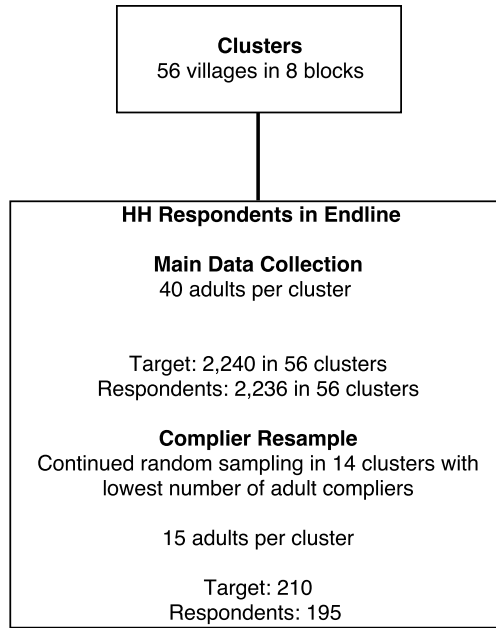 Clusters
56 villages in 8 blocks
HH Respondents in Endline
Main Data Collection
40 adults per cluster
Target: 2,240 in 56 clusters
Respondents: 2,236 in 56 clusters
Complier Resample
Continued random sampling in 14 clusters with
lowest number of adult compliers
15 adults per cluster
Target: 210
Respondents: 195